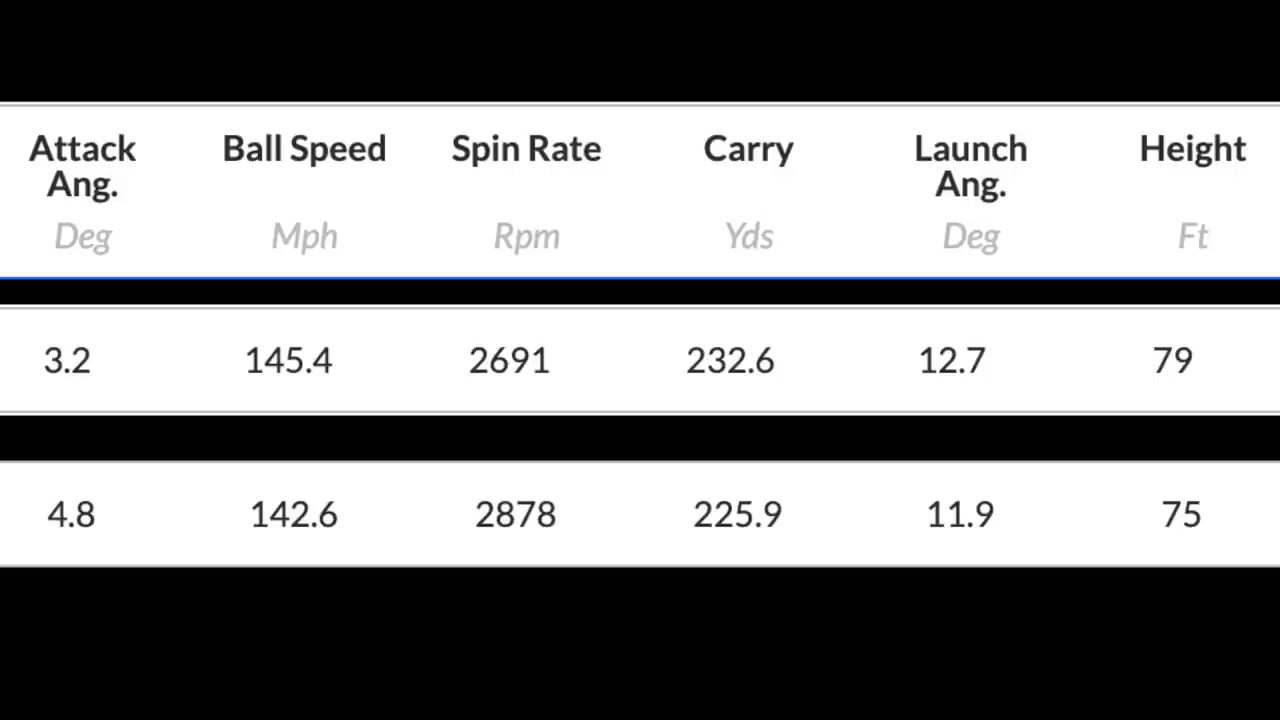 Attack Ang. Ball Speed Spin Rate Carry Launch Ang. Height
Deg Mph Rpm Yds Deg Ft
3.2 145.4 2691 232.6 12.7 79
4.8 142.6 2878 225.9 11.9 75